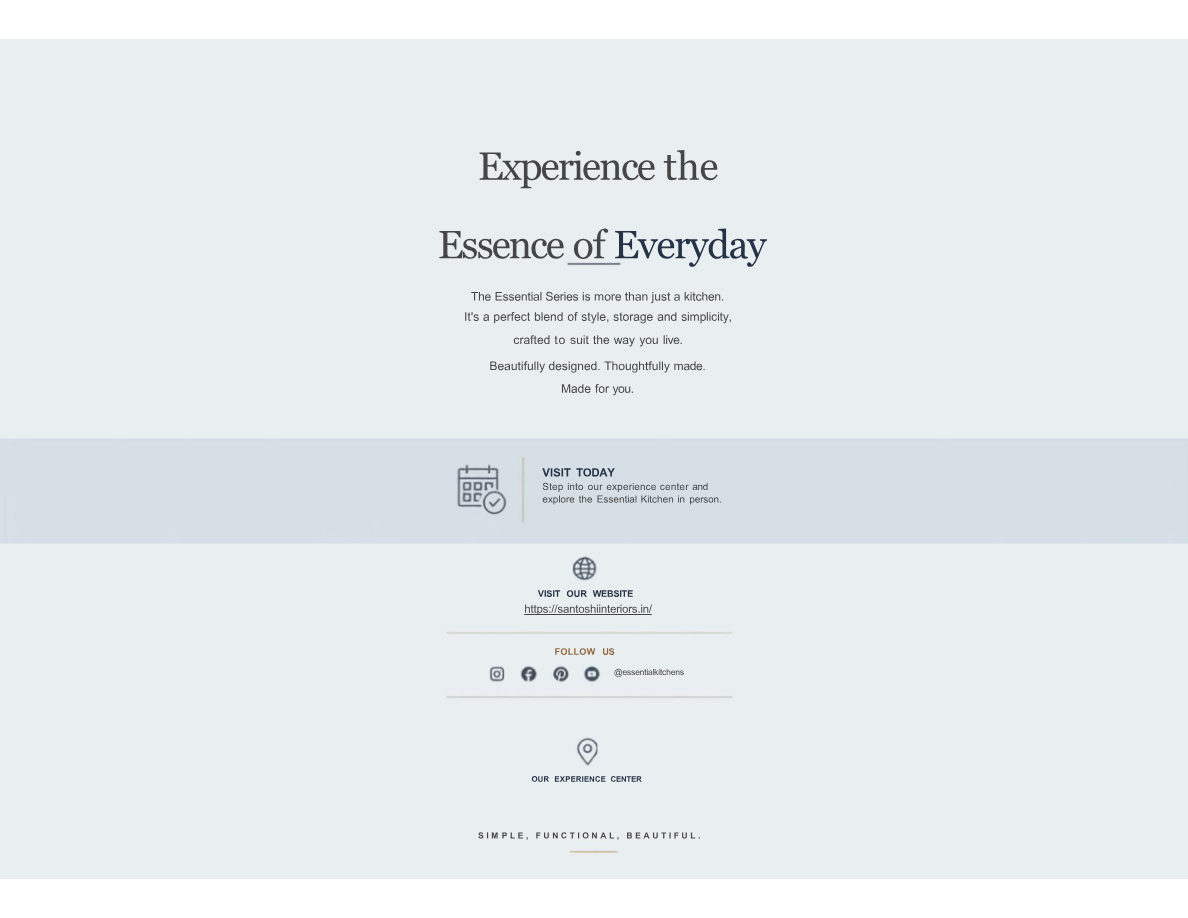 Experience the
Essence of Everyday
The Essential Series is more than just a kitchen.
It's a perfect blend of style, storage and simplicity,
crafted to suit the way you live.
Beautifully designed. Thoughtfully made.
Made for you.
VISIT TODAY
Step into our experience center and
explore the Essential Kitchen in person.
VISIT OUR WEBSITE
https://santoshiinteriors.in/
FOLLOW US
@essentialkitchens
OUR EXPERIENCE CENTER
SIMPLE, FUNCTIONAL, BEAUTIFUL.